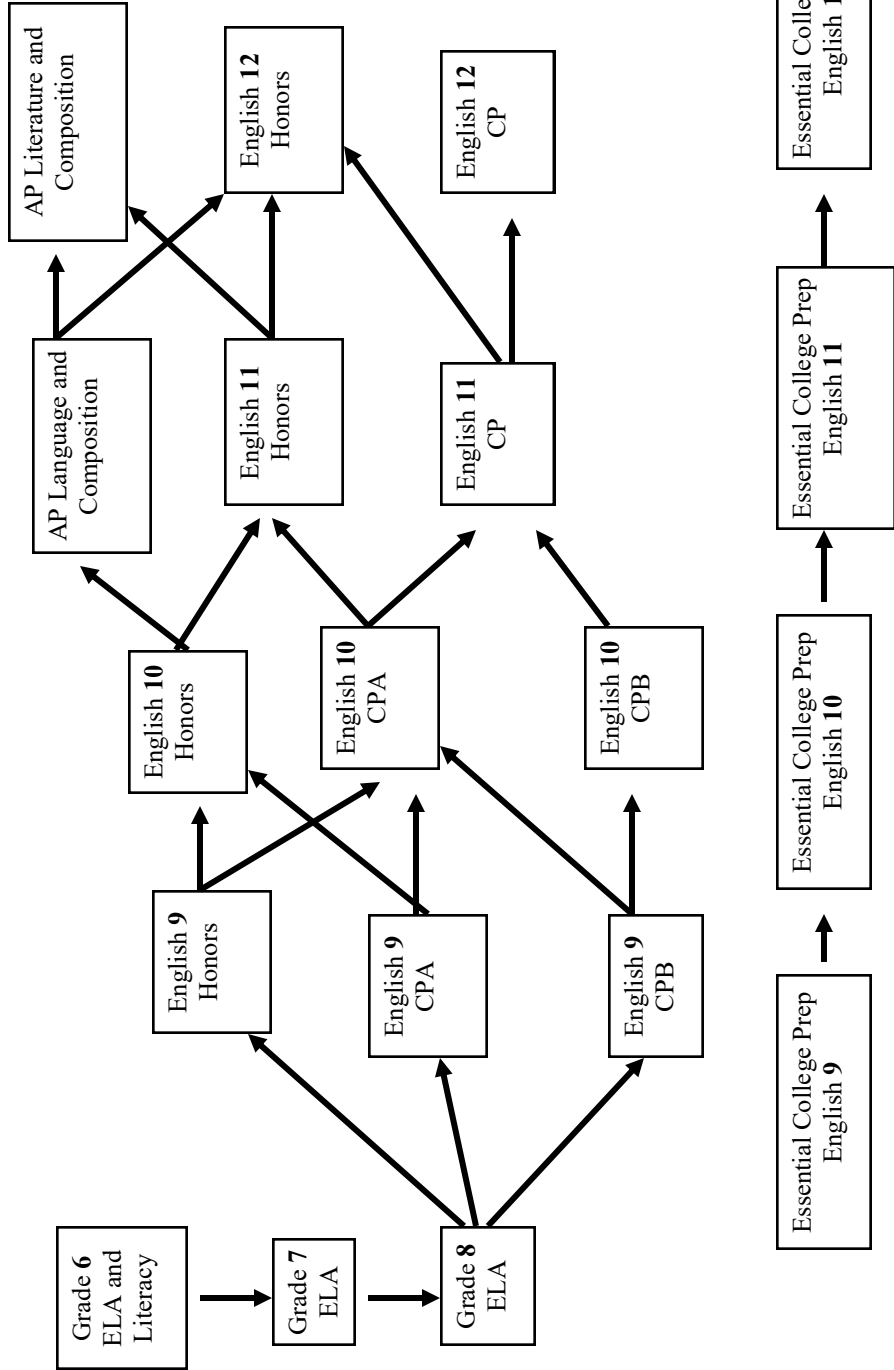 Grade 6
ELA and
Literacy
Grade 7
ELA
Grade 8
ELA
English 9
Honors
English 9
CPA
English 9
CPB
English 10
Honors
English 10
CPA
English 10
CPB
AP Language and
Composition
English 11
Honors
English 11
CP
AP Literature and
Composition
English 12
Honors
English 12
CP
Essential College Prep
English 9
Essential College Prep
English 10
Essential College Prep
English 11
Essential
English